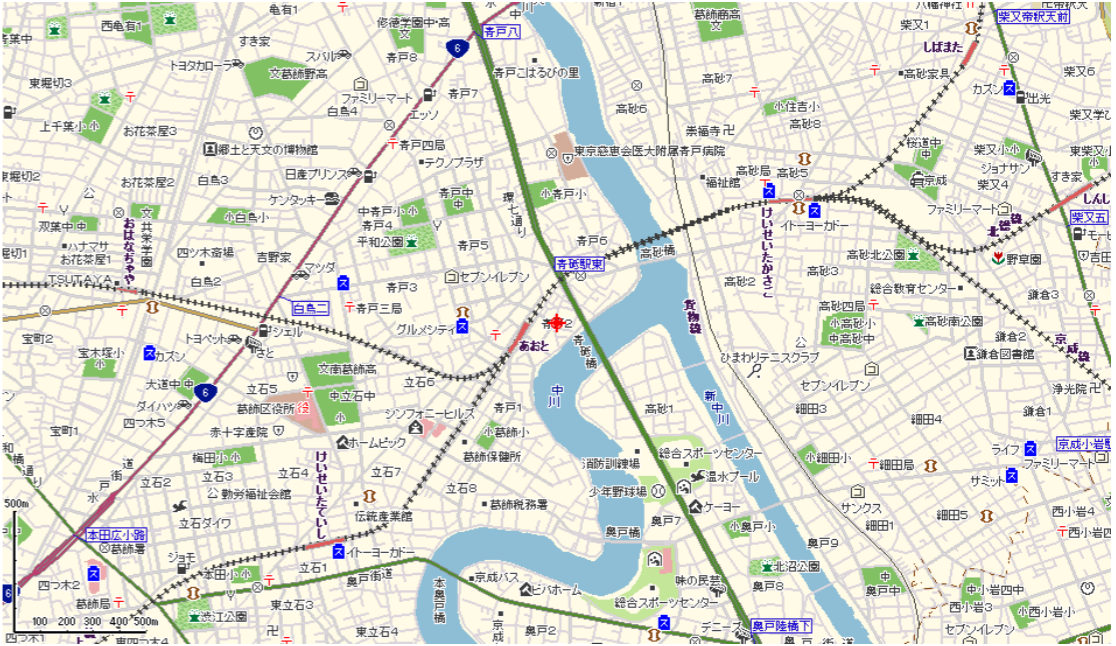 亀有1
西亀有1
修徳学園中・高
水
中川
青戸八
葛飾商高
高砂7
柴又1
柴又帝釈天前
しばまた
すき家
スバル
トヨタカローラ
文葛飾野高
青戸8
6
青戸こはるびの里
高砂家具
柴又6
カズン
出光
東堀切3
ファミリーマート
白鳥4
エッソ
青戸7
高砂6
小住吉小
高砂8
上千葉小
お花茶屋3
郷土と天文の博物館
青戸四局
テクノプラザ
東京慈恵会医大附属青戸病院
崇福寺
桜道中
柴又小
ジョナサン
柴又4
すき家
お花茶屋2
白鳥3
日産プリンス
ケンタッキー
青戸中
小青戸小
環七通り
高砂局
高砂5
福祉館
京成
ファミリーマート
しんし
双葉中
共栄学園
小白鳥小
中青戸小
青戸4
平和公園
青戸5
青戸6
高砂橋
イトーヨーカドー
けいせいたかさご
北総線
柴又五
ハナマサ
お花茶屋1
おはなぢゃや
四ツ木斎場
吉野家
TSUTAYA
白鳥2
マツダ
青戸3
セブンイレブン
青砥駅東
高砂2
高砂3
高砂北公園
総合教育センター
野草園
鎌倉3
白鳥二
青戸三局
グルメシティ
あおと
青砥橋
貨物線
高砂四局
小高砂小
中高砂中
高砂南公園
鎌倉2
京成線
宝町2
トヨペット
シェル
さと
宝木塚小
カズン
大道中
ダイハツ
6
文南葛飾高
中立石中
小
立石5
立石6
葛飾区役所
役
青戸1
中川
ひまわりテニスクラブ
鎌倉図書館
セブンイレブン
浄光院
四つ木5
宝町1
赤十字産院
シンフォニーヒルズ
ホームピック
小葛飾小
葛飾保健所
高砂1
新中川
細田3
細田4
鎌倉1
京成小岩駅
梅田小
立石3
立石4
けいせいたていし
立石7
消防訓練場
総合スポーツセンター
温水プール
小細田小
細田局
ライフ
ファミリーマート
サミット
水戸街道
立石2
勤労福祉会館
立石8
葛飾税務署
少年野球場
ケーヨー
サンクス
立石ダイワ
伝統産業館
奥戸7
小奥戸小
細田1
細田5
西小岩4
500m
本田広小路
葛飾署
ジョモ
イトーヨーカドー
奥戸橋
奥戸9
四つ木2
本田小
立石1
奥戸街道
京成バス
本奥戸橋
ビバホーム
味の民芸
奥戸8
北沼公園
奥戸中
中小岩四中
葛飾局
渋江公園
東立石3
総合スポーツセンター
西小岩3
小西小岩小
100 200 300 400 500m
東四つ木4
東立石4
奥戸2
デニーズ
奥戸陸橋下
セブンイレブン